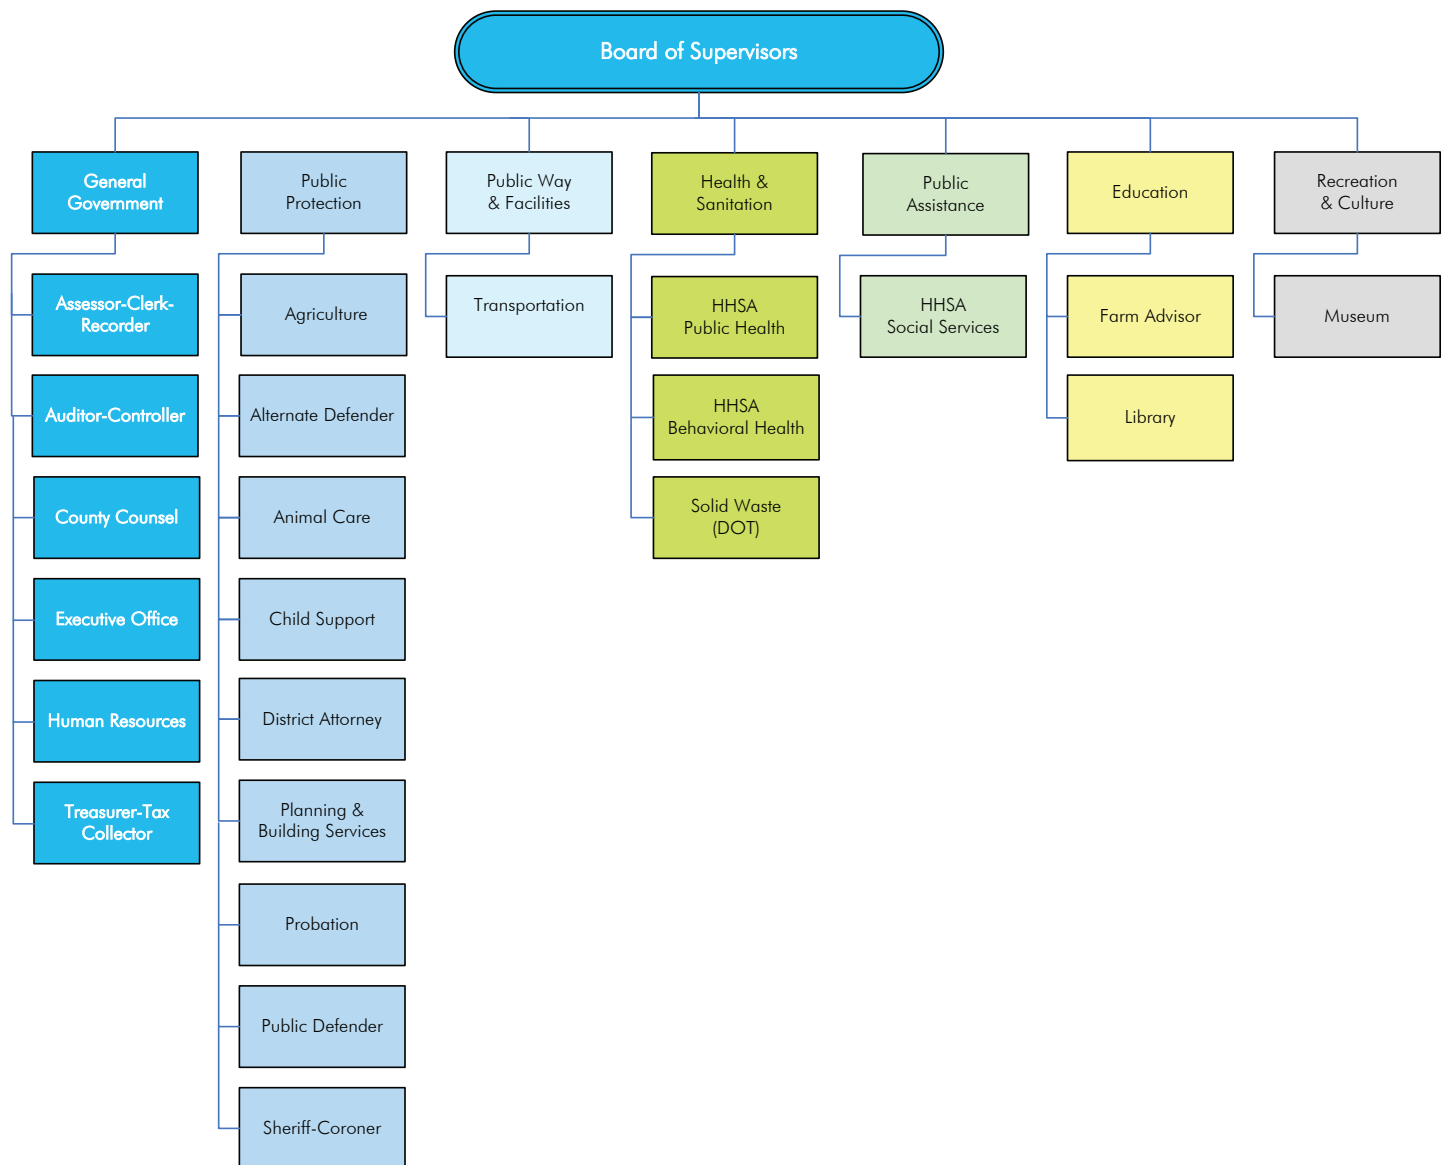 Board of Supervisors
General
Government
Public
Protection
Public Way
& Facilities
Health &
Sanitation
Public
Assistance
Education
Recreation
& Culture
Assessor-Clerk-
Recorder
Auditor-Controller
County Counsel
Executive Office
Human Resources
Treasurer-Tax
Collector
Agriculture
Alternate Defender
Animal Care
Child Support
District Attorney
Planning &
Building Services
Probation
Public Defender
Sheriff-Coroner
Transportation
HHSA
Public Health
HHSA
Behavioral Health
Solid Waste
(DOT)
HHSA
Social Services
Farm Advisor
Library
Museum